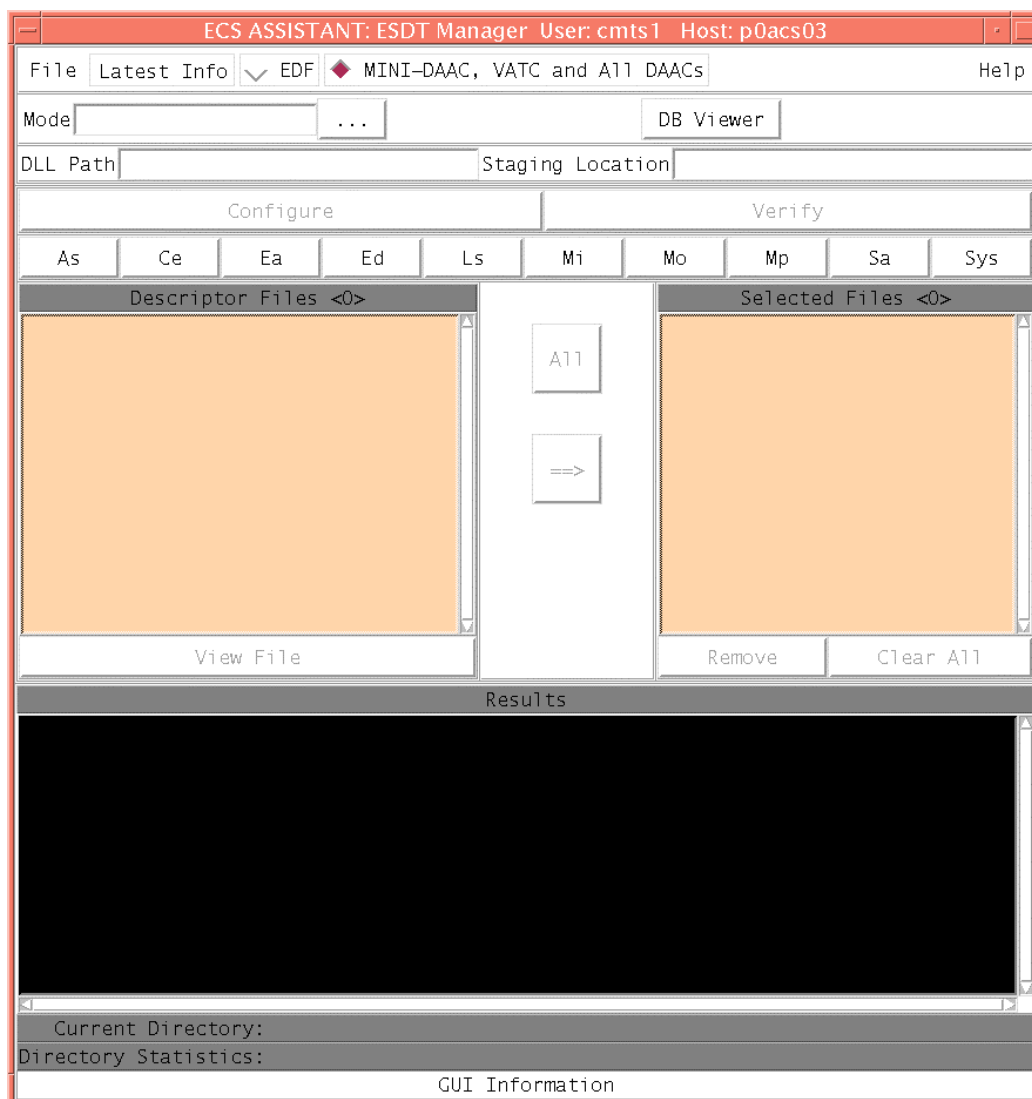 ECS ASSISTANT: ESDT Manager User: cmts1 Host: p0acs03
File Latest Info EDF MINI-DAAC, VATC and All DAACs Help
Mode ... DB Viewer
DLL Path Staging Location
Configure Verify
As Ce Ea Ed Ls Mi Mo Mp Sa Sys
Descriptor Files <0> Selected Files <0>
All
==>
View File Remove Clear All
Results
Current Directory:
Directory Statistics:
GUI Information